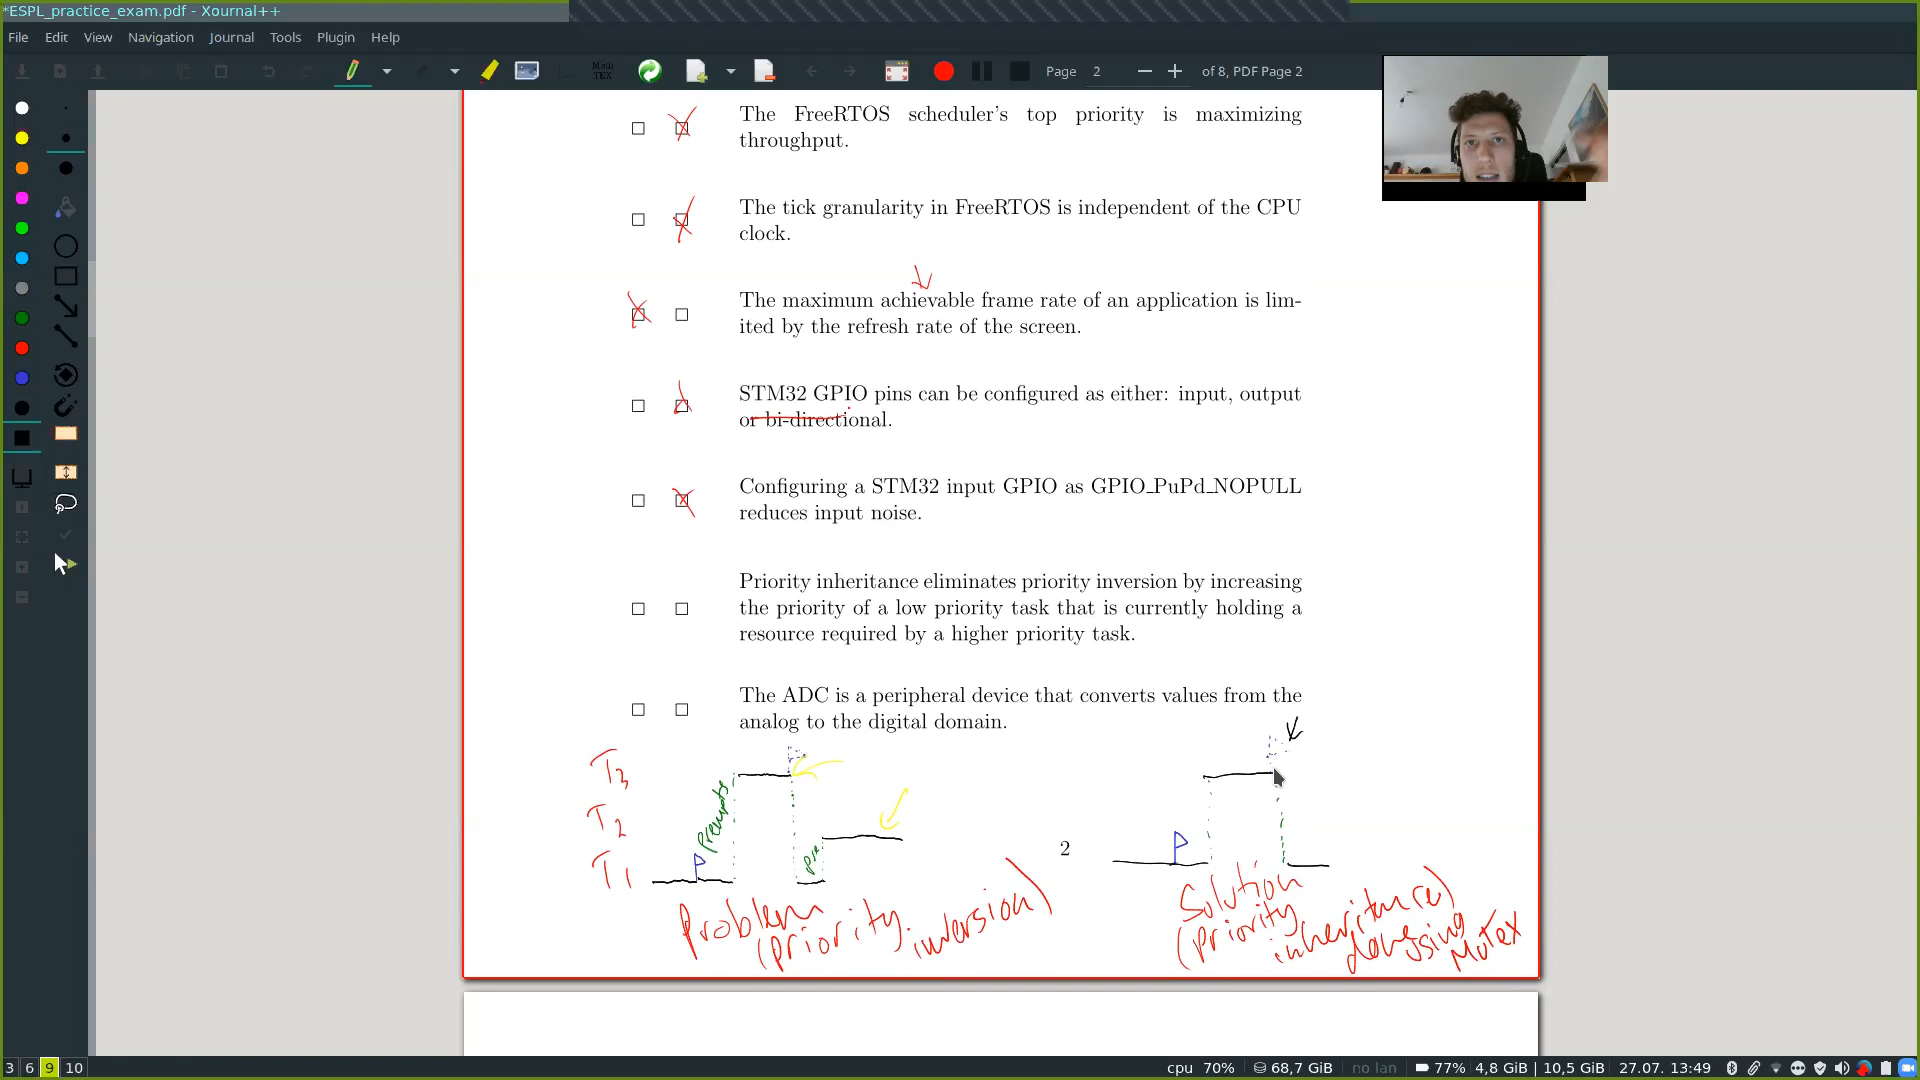 *ESPL_practice_exam.pdf - Xournal++
File Edit View Navigation Journal Tools Plugin Help
Math
TEX
Page 2 of 8, PDF Page 2
The FreeRTOS scheduler's top priority is maximizing
throughput.
The tick granularity in FreeRTOS is independent of the CPU
clock.
The maximum achievable frame rate of an application is lim-
ited by the refresh rate of the screen.
STM32 GPIO pins can be configured as either: input, output
or bi-directional.
Configuring a STM32 input GPIO as GPIO_PuPd_NOPULL
reduces input noise.
Priority inheritance eliminates priority inversion by increasing
the priority of a low priority task that is currently holding a
resource required by a higher priority task.
The ADC is a peripheral device that converts values from the
analog to the digital domain.
T3
T2
T1
P
Pre
P
2
Problem
(priority inversion)
Solution
(priority
inheritance)
using
MuTex
3 6 9 10
cpu 70% 68,7 GiB no lan 77% 4,8 GiB 10,5 GiB 27.07. 13:49